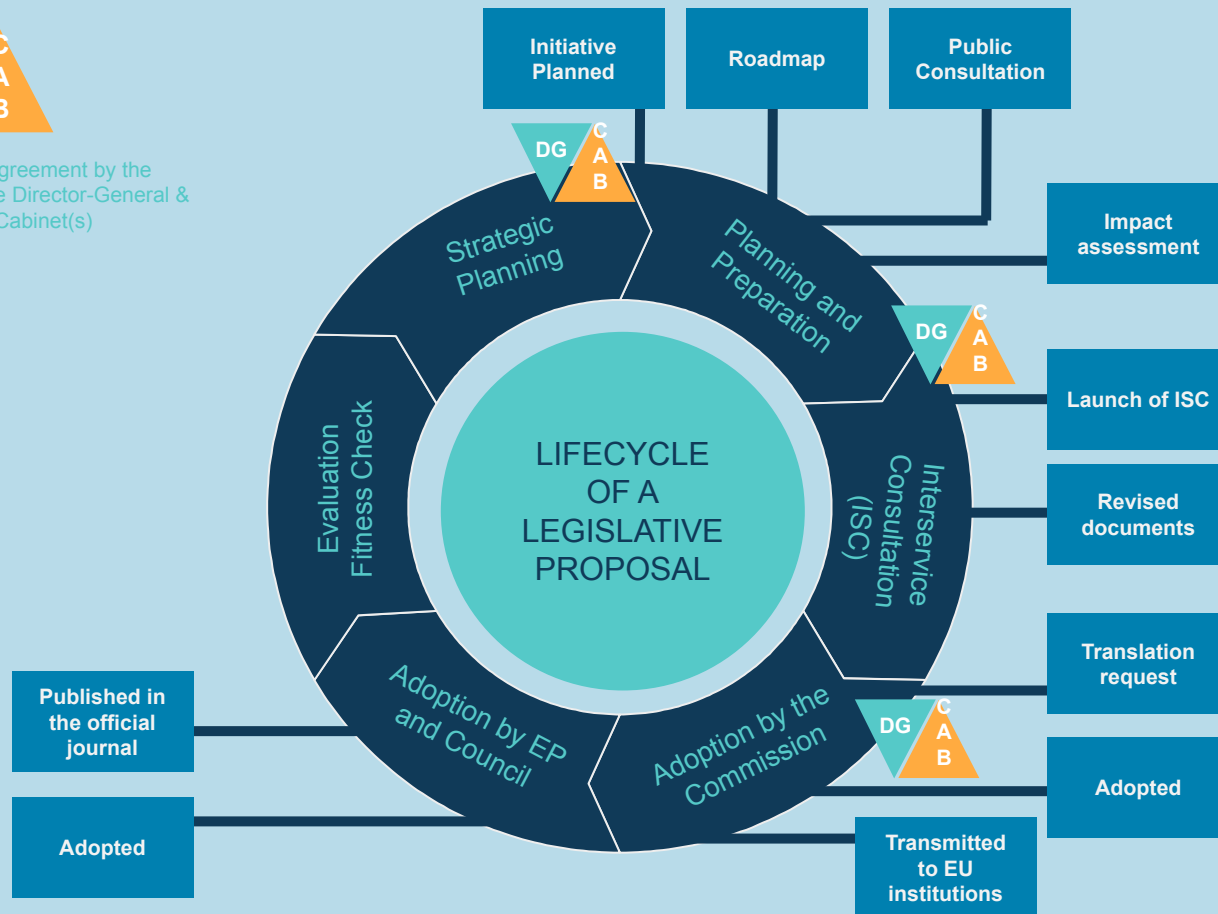 C
A
B
greement by the
Director-General &
Cabinet(s)
Initiative
Planned
Roadmap
Public
Consultation
DG
C
A
B
Strategic
Planning
Planning and
Preparation
Impact
assessment
DG
C
A
B
Launch of ISC
Interservice
Consultation
(ISC)
Revised
documents
LIFECYCLE
OF A
LEGISLATIVE
PROPOSAL
Evaluation
Fitness Check
Translation
request
DG
C
A
B
Adoption by the
Commission
Adopted
Transmitted
to EU
institutions
Adoption by EP
and Council
Published in
the official
journal
Adopted